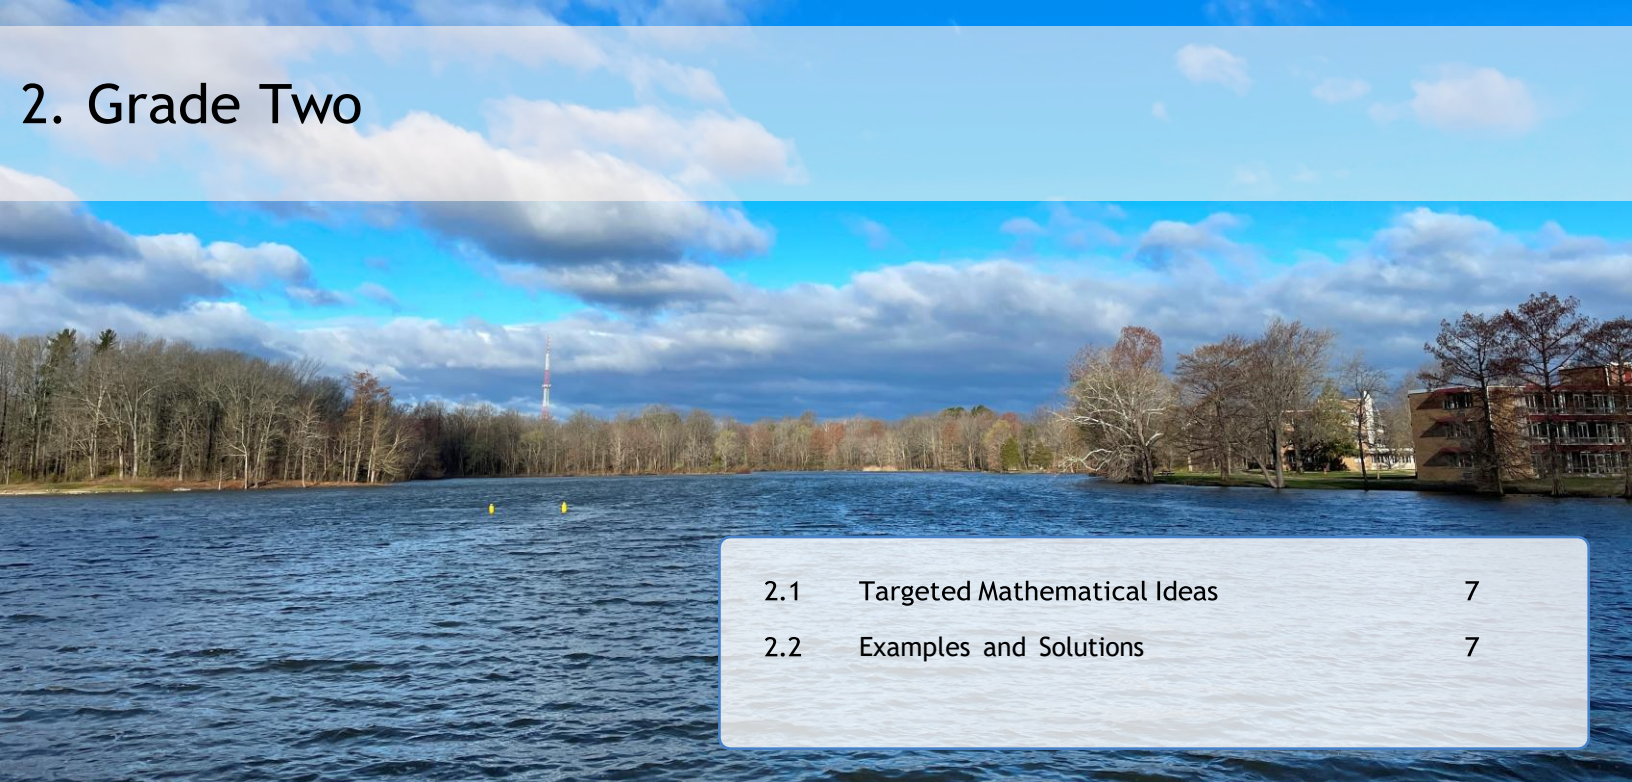 2. Grade Two
2.1 Targeted Mathematical Ideas 7
2.2 Examples and Solutions 7